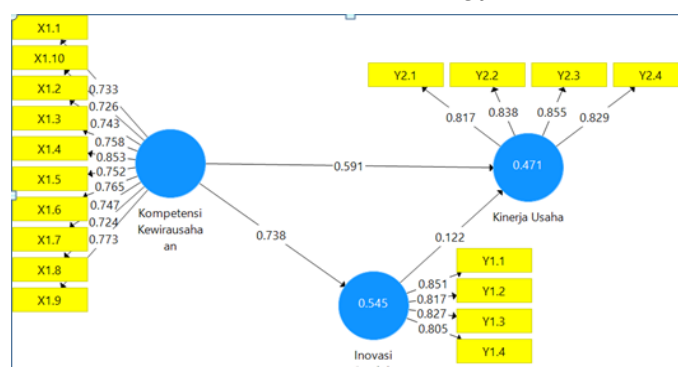 X1.1
X1.10
X1.2
X1.3
X1.4
X1.5
X1.6
X1.7
X1.8
X1.9
0.733
0.726
0.743
0.758
0.853
0.752
0.765
0.747
0.724
0.773
Kompetensi
Kewirausaha
an
0.591
0.738
0.122
Y2.1
Y2.2
Y2.3
Y2.4
0.817
0.838
0.855
0.829
0.471
Kinerja Usaha
0.545
Inovasi
0.851
0.817
0.827
0.805
Y1.1
Y1.2
Y1.3
Y1.4